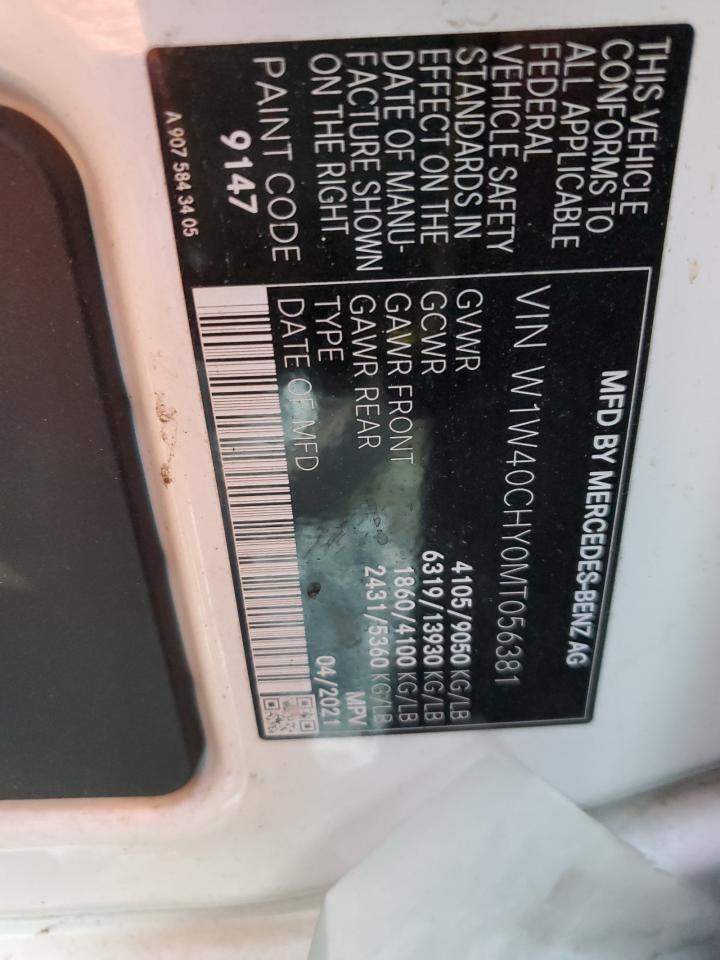 MFD BY MERCEDES-BENZ AG
THIS VEHICLE
CONFORMS TO
ALL APPLICABLE
FEDERAL
VEHICLE SAFETY
STANDARDS IN
EFFECT ON THE
DATE OF MANU-
FACTURE SHOWN
ON THE RIGHT.
PAINT CODE
9147
A 907 584 34 05
VIN W1W40CHY0MT056381
GVWR 4105/9050 KG/LB
GCWR 6319/13930 KG/LB
GAWR FRONT 1860/4100 KG/LB
GAWR REAR 2431/5360 KG/LB
TYPE MPV
DATE OF MFD 04/2021